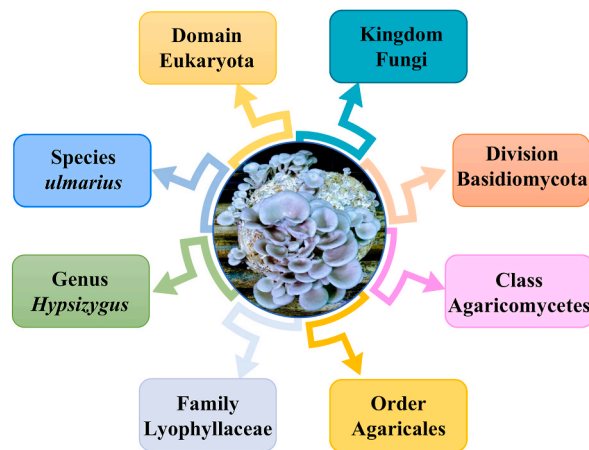 Domain
Eukaryota
Kingdom
Fungi
Division
Basidiomycota
Class
Agaricomycetes
Order
Agaricales
Family
Lyophyllaceae
Genus
Hypsizygus
Species
ulmarius